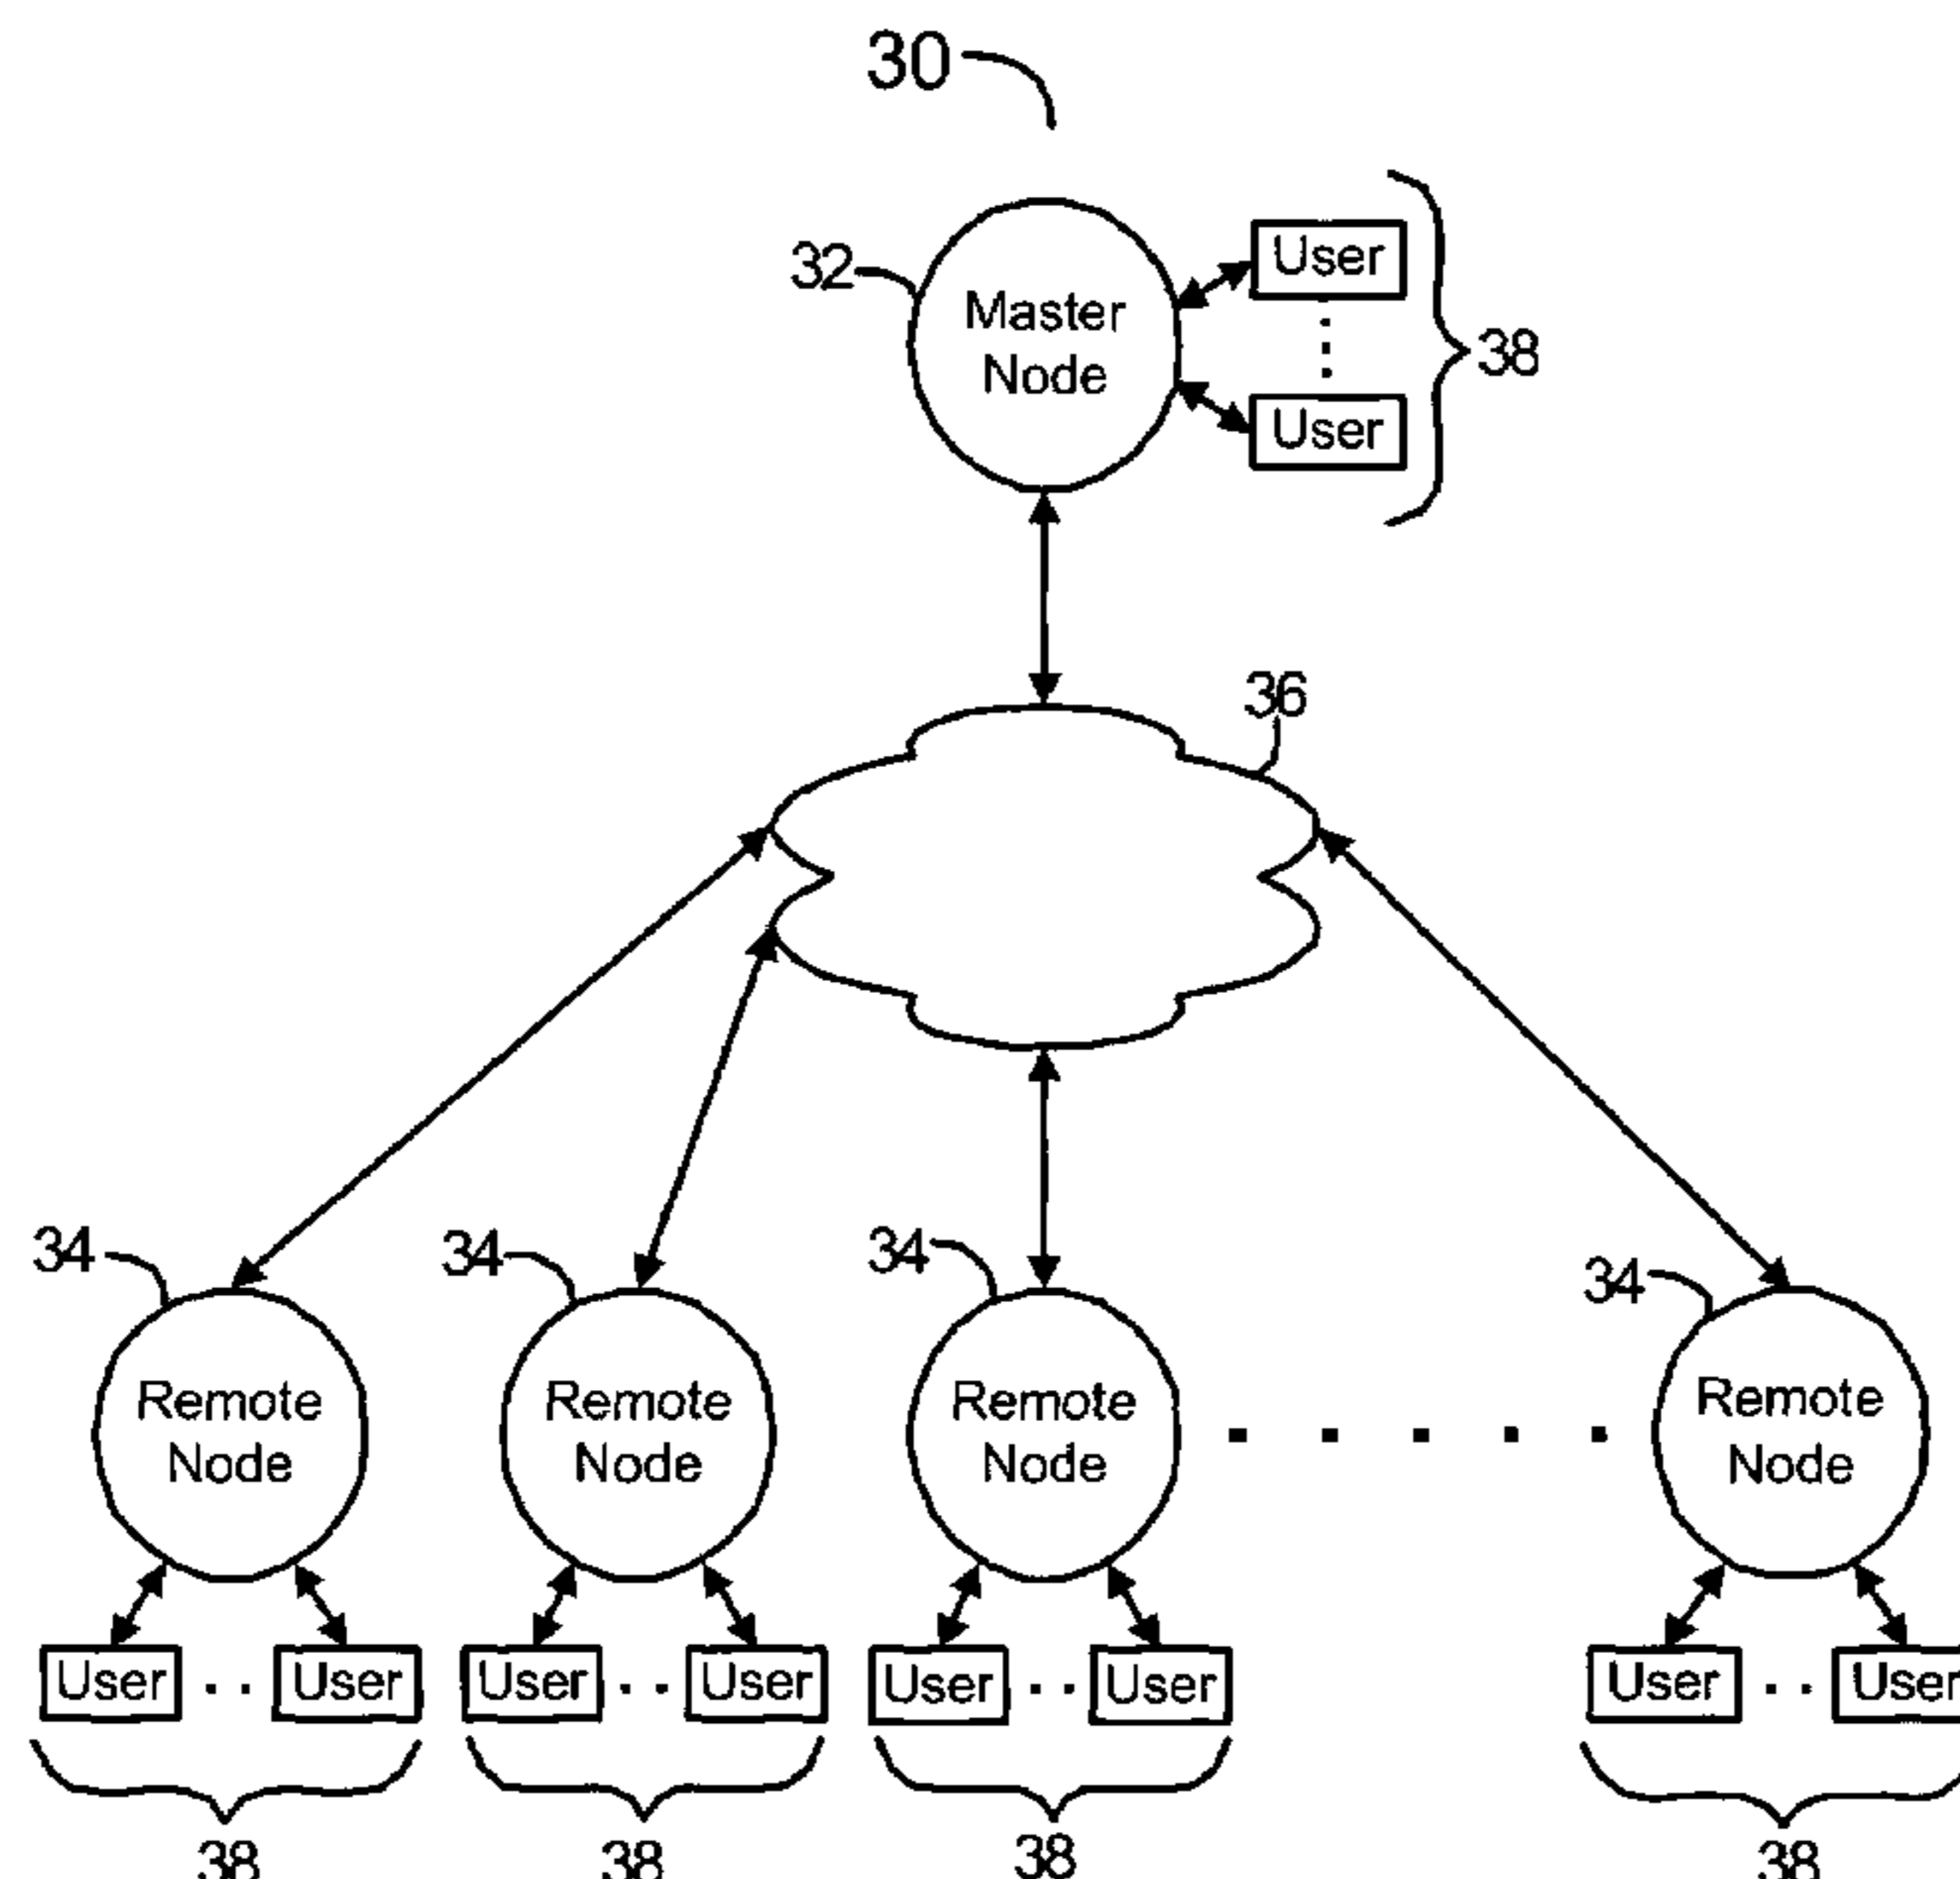 30
32
Master
Node
User
User
38
36
34
34
34
34
Remote
Node
Remote
Node
Remote
Node
Remote
Node
User
User
User
User
User
User
User
User
38
38
38
38